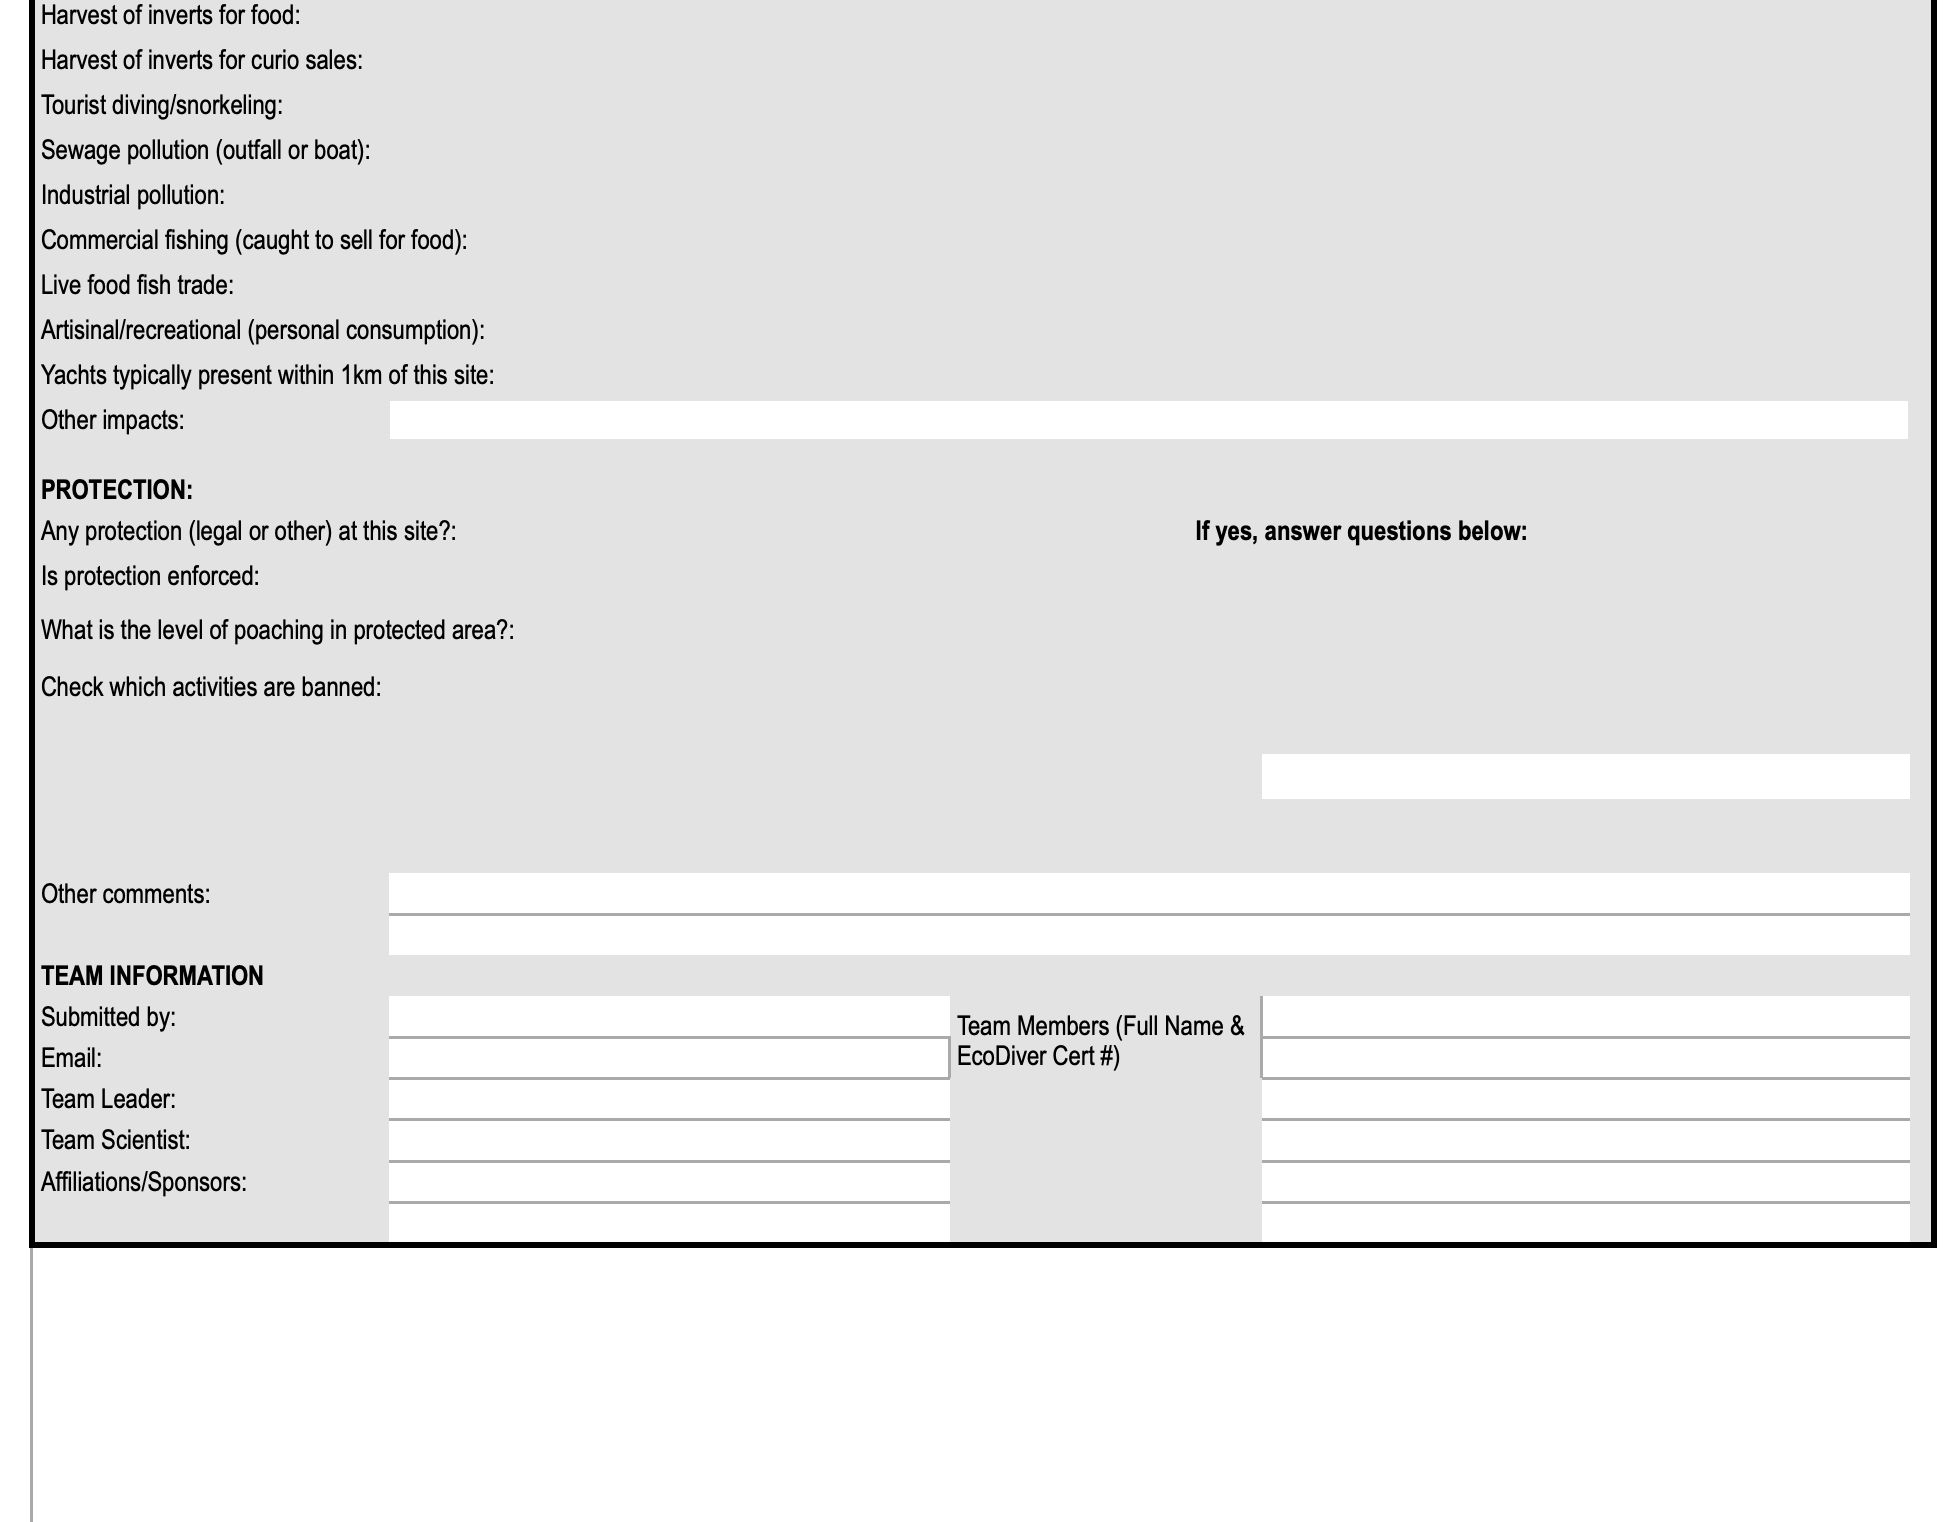 Harvest of inverts for food:
Harvest of inverts for curio sales:
Tourist diving/snorkeling:
Sewage pollution (outfall or boat):
Industrial pollution:
Commercial fishing (caught to sell for food):
Live food fish trade:
Artisinal/recreational (personal consumption):
Yachts typically present within 1km of this site:
Other impacts:
PROTECTION:
Any protection (legal or other) at this site?: If yes, answer questions below:
Is protection enforced:
What is the level of poaching in protected area?:
Check which activities are banned:
Other comments:
TEAM INFORMATION
Submitted by:
Team Members (Full Name &
EcoDiver Cert #)
Email:
Team Leader:
Team Scientist:
Affiliations/Sponsors: